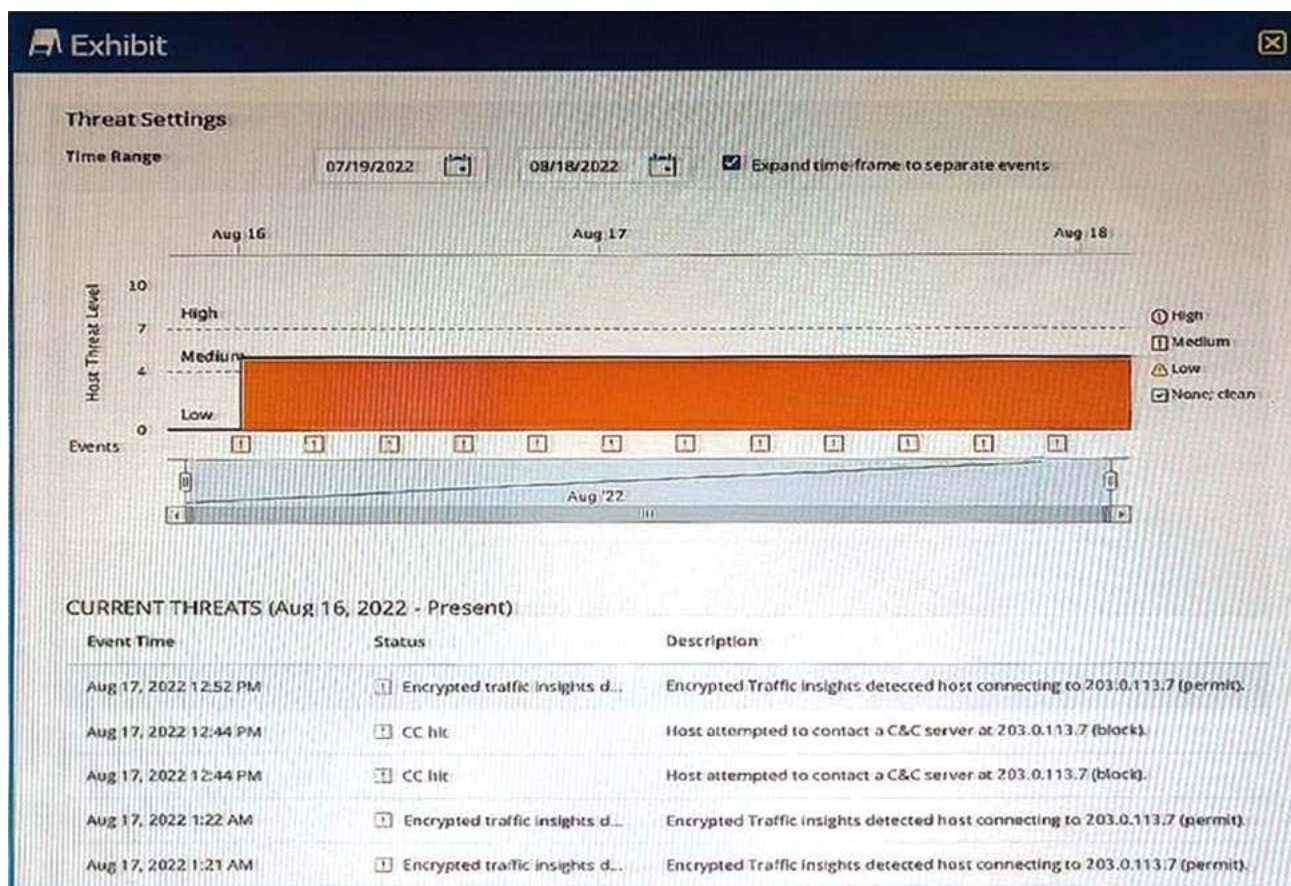 Exhibit
Threat Settings
Time Range 07/19/2022 08/18/2022 Expand time-frame to separate events
Aug 16 Aug 17 Aug 18
Host Threat Level
10
High
7
Medium
4
Low
0
High
Medium
Low
None; clean
Events
Aug '22
CURRENT THREATS (Aug 16, 2022 - Present)
Event Time Status Description
Aug 17, 2022 12:52 PM Encrypted traffic insights d... Encrypted Traffic insights detected host connecting to 203.0.113.7 (permit).
Aug 17, 2022 12:44 PM CC hit Host attempted to contact a C&C server at 203.0.113.7 (block).
Aug 17, 2022 12:44 PM CC hit Host attempted to contact a C&C server at 203.0.113.7 (block).
Aug 17, 2022 1:22 AM Encrypted traffic insights d... Encrypted Traffic insights detected host connecting to 203.0.113.7 (permit).
Aug 17, 2022 1:21 AM Encrypted traffic insights d... Encrypted Traffic insights detected host connecting to 203.0.113.7 (permit).